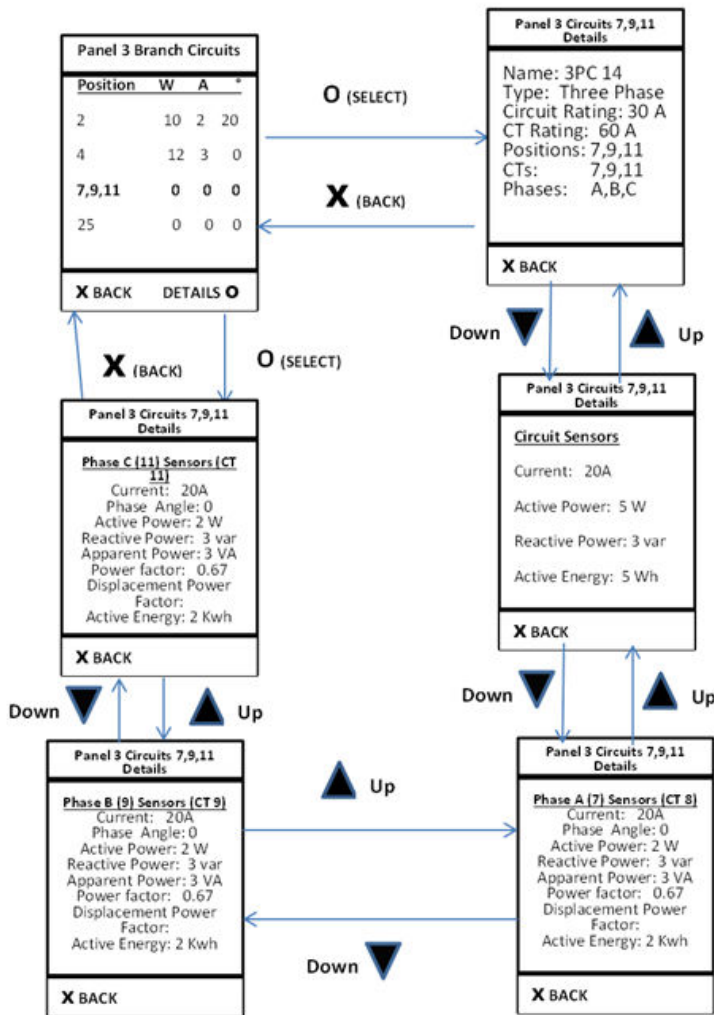 Panel 3 Branch Circuits
Position W A °
2 10 2 20
4 12 3 0
7,9,11 0 0 0
25 0 0 0
X BACK DETAILS O
O (SELECT)
X (BACK)
Panel 3 Circuits 7,9,11
Details
Name: 3PC 14
Type: Three Phase
Circuit Rating: 30 A
CT Rating: 60 A
Positions: 7,9,11
CTs: 7,9,11
Phases: A,B,C
X BACK
Down Up
X (BACK)
O (SELECT)
Panel 3 Circuits 7,9,11
Details
Phase C (11) Sensors (CT
11)
Current: 20A
Phase Angle: 0
Active Power: 2 W
Reactive Power: 3 var
Apparent Power: 3 VA
Power factor: 0.67
Displacement Power
Factor:
Active Energy: 2 Kwh
X BACK
Panel 3 Circuits 7,9,11
Details
Circuit Sensors
Current: 20A
Active Power: 5 W
Reactive Power: 3 var
Active Energy: 5 Wh
X BACK
Down Up
Down Up
Panel 3 Circuits 7,9,11
Details
Phase B (9) Sensors (CT 9)
Current: 20A
Phase Angle: 0
Active Power: 2 W
Reactive Power: 3 var
Apparent Power: 3 VA
Power factor: 0.67
Displacement Power
Factor:
Active Energy: 2 Kwh
X BACK
Up
Down
Panel 3 Circuits 7,9,11
Details
Phase A (7) Sensors (CT 8)
Current: 20A
Phase Angle: 0
Active Power: 2 W
Reactive Power: 3 var
Apparent Power: 3 VA
Power factor: 0.67
Displacement Power
Factor:
Active Energy: 2 Kwh
X BACK